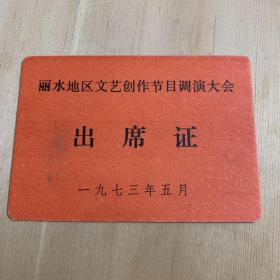 丽水地区文艺创作节目调演大会
出席证
一九七三年五月